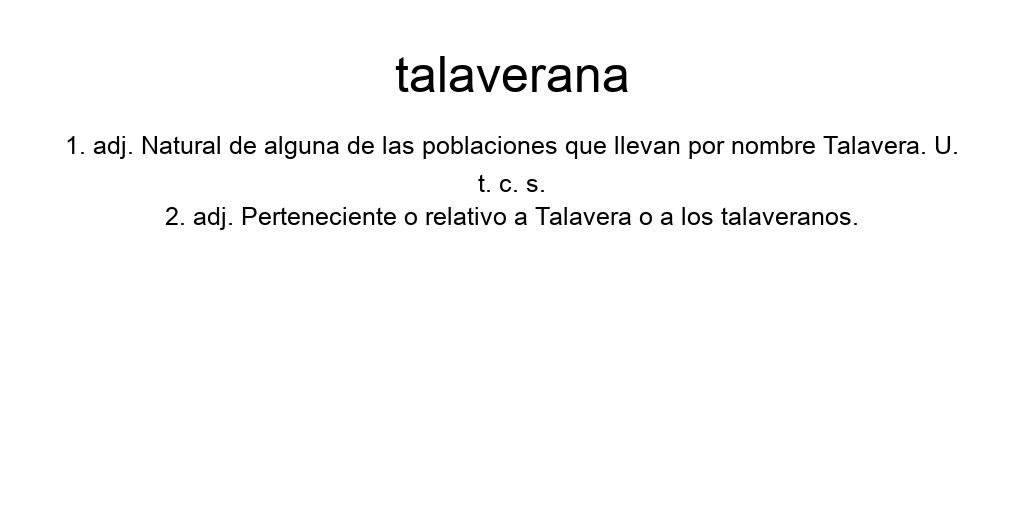 talaverana
1. adj. Natural de alguna de las poblaciones que llevan por nombre Talavera. U.
t. c. s.
2. adj. Perteneciente o relativo a Talavera o a los talaveranos.